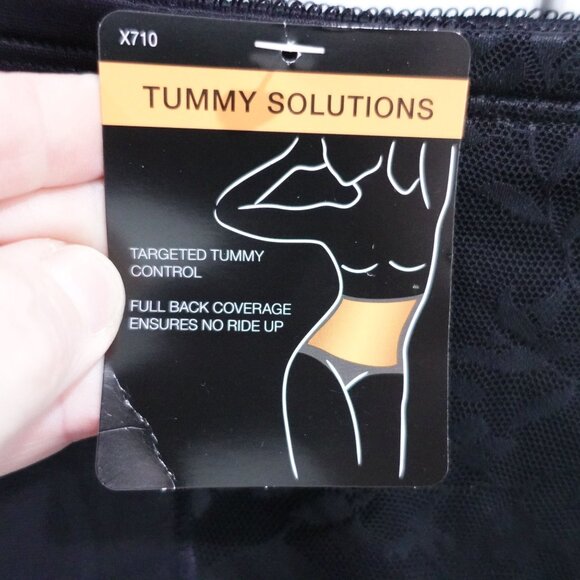 X710
TUMMY SOLUTIONS
TARGETED TUMMY
CONTROL
FULL BACK COVERAGE
ENSURES NO RIDE UP